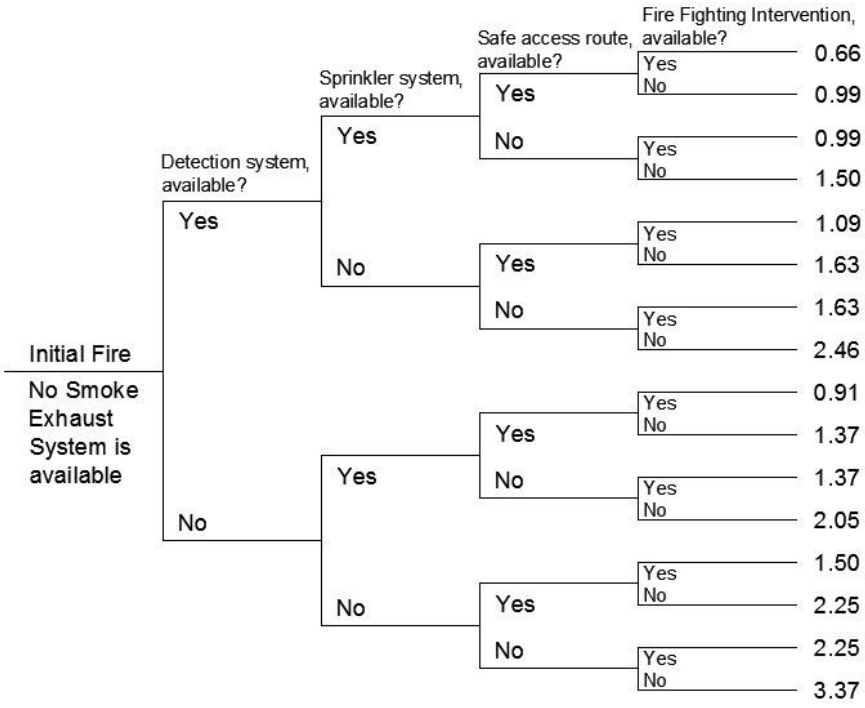 Fire Fighting Intervention,
available?
Safe access route,
available?
Sprinkler system,
available?
Detection system,
available?
Initial Fire
No Smoke
Exhaust
System is
available
Yes
No
Yes
No
Yes
No
Yes
No
Yes
No
Yes
No
Yes
No
Yes
No
0.66
Yes
No
0.99
Yes
0.99
No
1.50
Yes
1.09
No
1.63
Yes
1.63
No
2.46
Yes
0.91
No
1.37
Yes
1.37
No
2.05
Yes
1.50
No
2.25
Yes
2.25
No
3.37